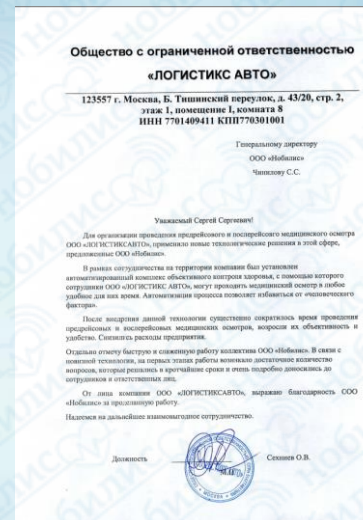 Общество с ограниченной ответственностью
«ЛОГИСТИКС АВТО»
123557 г. Москва, Б. Тишинский переулок, д. 43/20, стр. 2,
этаж 1, помещение I, комната 8
ИНН 7701409411 КПП770301001
Генеральному директору
ООО «Нобилис»
С.С.
Уважаемый Сергей Сергеевич!
Для организации проведения предрейсового и послерейсового медицинского осмотра
ООО «ЛОГИСТИКСАВТО», применило новые технологические решения в этой сфере,
предложенные ООО «Нобилис».
В рамках сотрудничества на территории компании был установлен
автоматизированный комплекс объективного контроля здоровья, с помощью которого
сотрудники ООО «ЛОГИСТИКС АВТО», могут проходить медицинский осмотр в любое
удобное для них время. Автоматизация процесса позволяет избавиться от «человеческого
фактора».
После внедрения данной технологии существенно сократилось время проведения
предрейсовых и послерейсовых медицинских осмотров, возросли их объективность и
удобство. Снизились расходы предприятия.
Отдельно отмечу быструю и слаженную работу коллектива ООО «Нобилис». В связи с
новизной технологии, на первых этапах работы возникало достаточное количество
вопросов, которые решались в кратчайшие сроки и очень подробно доносились до
сотрудников и ответственных лиц.
От лица компании ООО «ЛОГИСТИКСАВТО», выражаю благодарность ООО
«Нобилис» за проделанную работу.
Надеемся на дальнейшее взаимовыгодное сотрудничество.
Должность
О.В.